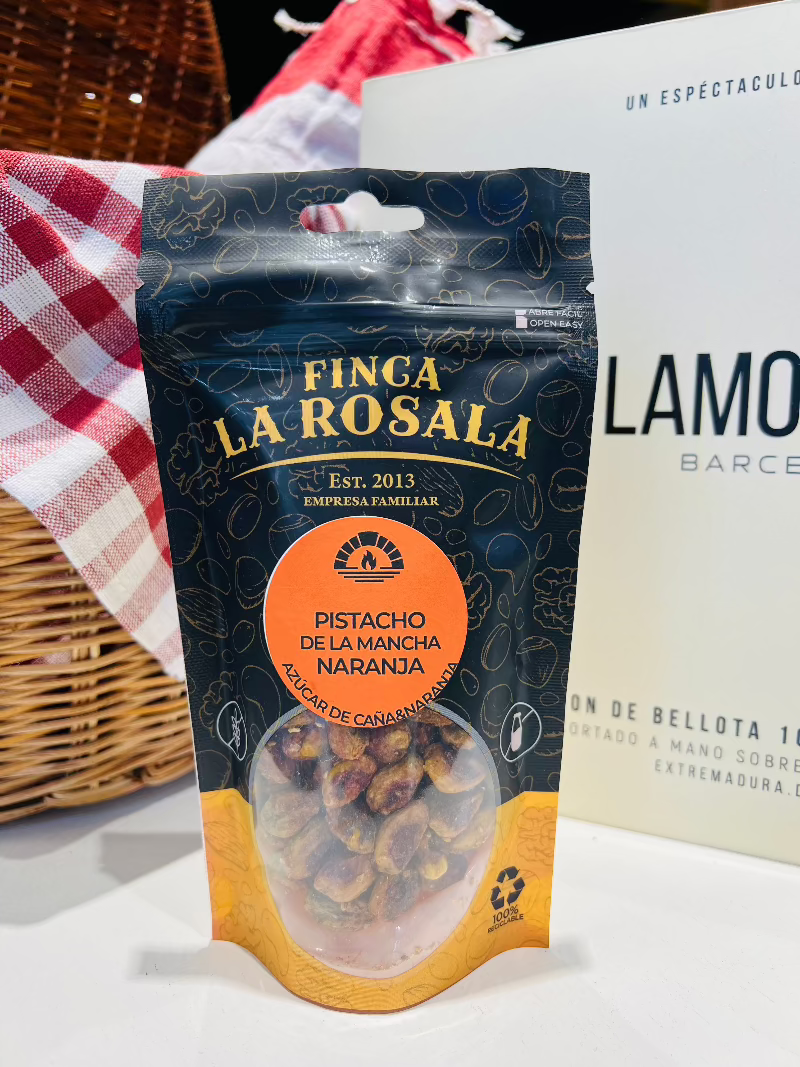 UN ESPÉCTACULO
ABRE FÁCIL
OPEN EASY
FINCA
LA ROSALA
EST. 2013
EMPRESA FAMILIAR
PISTACHO
DE LA MANCHA
NARANJA
AZÚCAR DE CAÑA&NARANJA
100%
RECICLABLE
LAMO
BARCE
ON DE BELLOTA 10
ORTADO A MANO SOBRE
EXTREMADURA.D